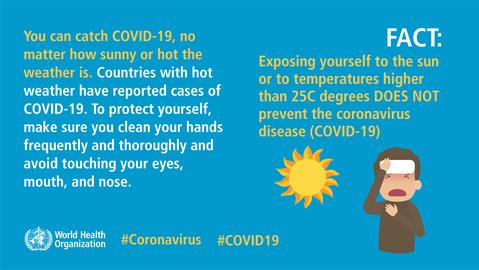 You can catch COVID-19, no
matter how sunny or hot the
weather is. Countries with hot
weather have reported cases of
COVID-19. To protect yourself,
make sure you clean your hands
frequently and thoroughly and
avoid touching your eyes,
mouth, and nose.
FACT:
Exposing yourself to the sun
or to temperatures higher
than 25C degrees DOES NOT
prevent the coronavirus
disease (COVID-19)
World Health
Organization
#Coronavirus #COVID19